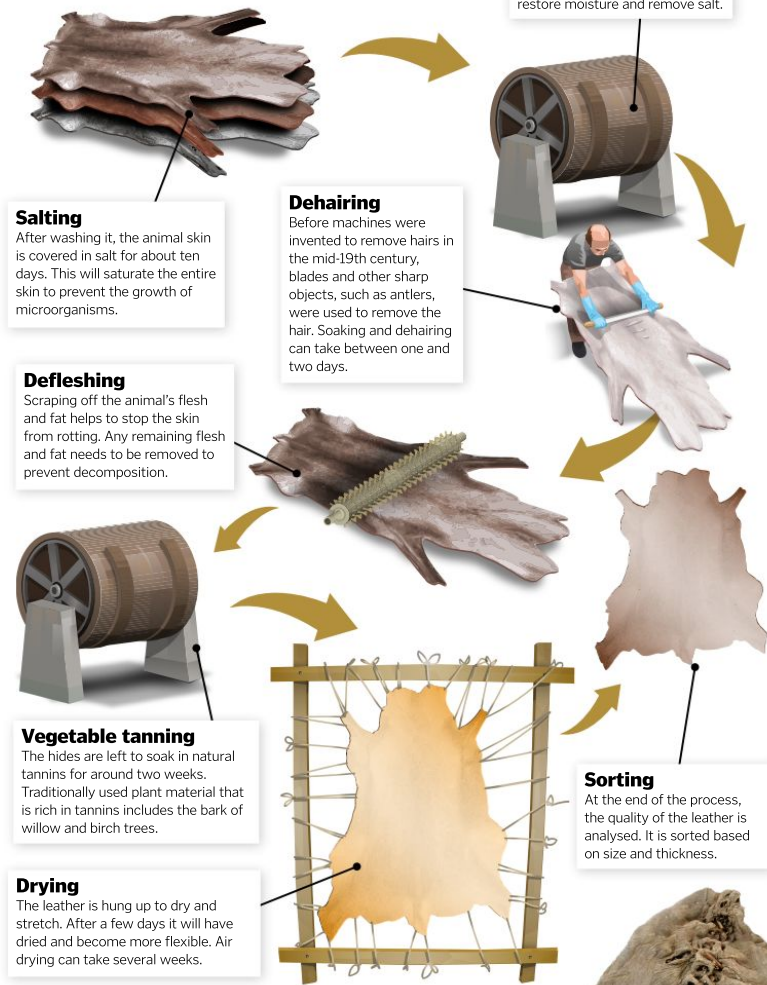 restore moisture and remove salt.
Salting
After washing it, the animal skin
is covered in salt for about ten
days. This will saturate the entire
skin to prevent the growth of
microorganisms.
Dehairing
Before machines were
invented to remove hairs in
the mid-19th century,
blades and other sharp
objects, such as antlers,
were used to remove the
hair. Soaking and dehairing
can take between one and
two days.
Defleshing
Scraping off the animal's flesh
and fat helps to stop the skin
from rotting. Any remaining flesh
and fat needs to be removed to
prevent decomposition.
Vegetable tanning
The hides are left to soak in natural
tannins for around two weeks.
Traditionally used plant material that
is rich in tannins includes the bark of
willow and birch trees.
Drying
The leather is hung up to dry and
stretch. After a few days it will have
dried and become more flexible. Air
drying can take several weeks.
Sorting
At the end of the process,
the quality of the leather is
analysed. It is sorted based
on size and thickness.